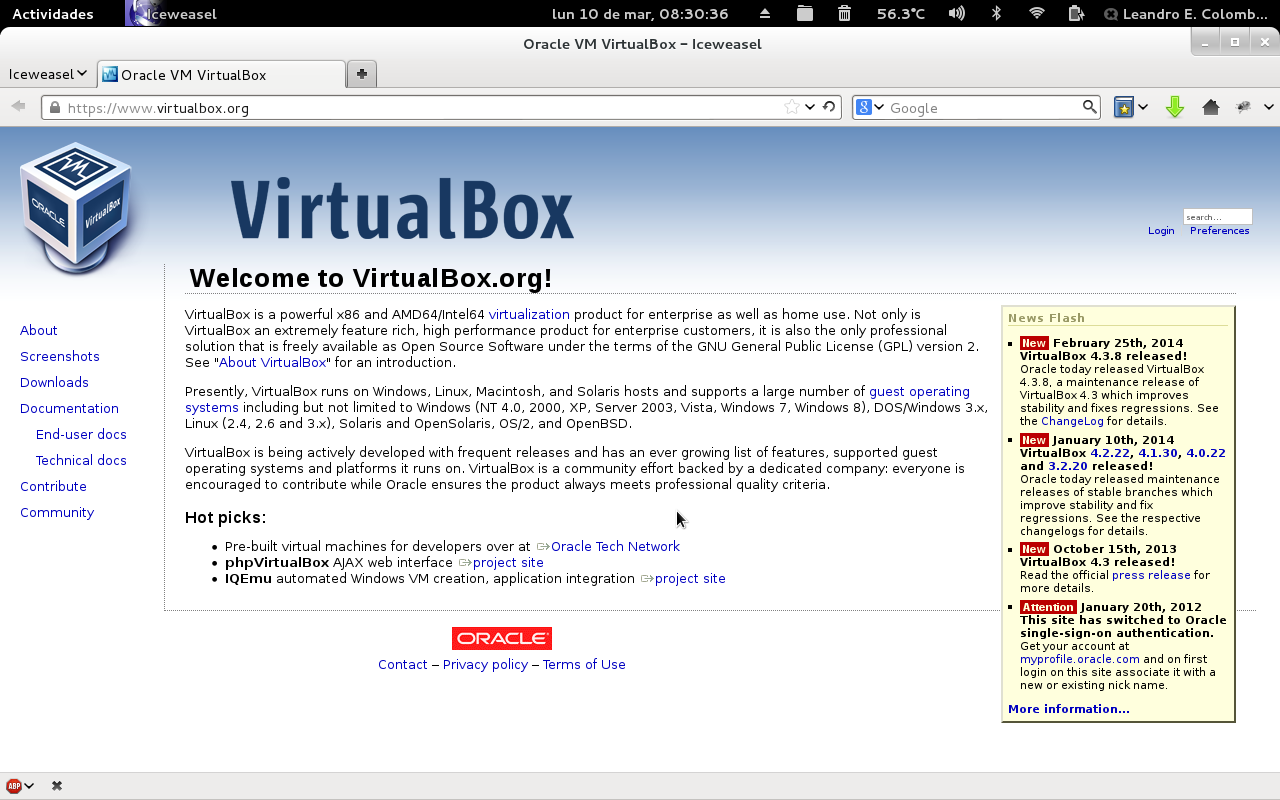 Actividades Iceweasel lun 10 de mar, 08:30:36 56.3°C Leandro E. Colomb...
Oracle VM VirtualBox - Iceweasel
Iceweasel Oracle VM VirtualBox
https://www.virtualbox.org Google
ORACLE VirtualBox
VirtualBox
search...
Login Preferences
Welcome to VirtualBox.org!
About
Screenshots
Downloads
Documentation
End-user docs
Technical docs
Contribute
Community
VirtualBox is a powerful x86 and AMD64/Intel64 virtualization product for enterprise as well as home use. Not only is
VirtualBox an extremely feature rich, high performance product for enterprise customers, it is also the only professional
solution that is freely available as Open Source Software under the terms of the GNU General Public License (GPL) version 2.
See "About VirtualBox" for an introduction.
Presently, VirtualBox runs on Windows, Linux, Macintosh, and Solaris hosts and supports a large number of guest operating
systems including but not limited to Windows (NT 4.0, 2000, XP, Server 2003, Vista, Windows 7, Windows 8), DOS/Windows 3.x,
Linux (2.4, 2.6 and 3.x), Solaris and OpenSolaris, OS/2, and OpenBSD.
VirtualBox is being actively developed with frequent releases and has an ever growing list of features, supported guest
operating systems and platforms it runs on. VirtualBox is a community effort backed by a dedicated company: everyone is
encouraged to contribute while Oracle ensures the product always meets professional quality criteria.
Hot picks:
• Pre-built virtual machines for developers over at Oracle Tech Network
• phpVirtualBox AJAX web interface project site
• IQEmu automated Windows VM creation, application integration project site
News Flash
New February 25th, 2014
VirtualBox 4.3.8 released!
Oracle today released VirtualBox
4.3.8, a maintenance release of
VirtualBox 4.3 which improves
stability and fixes regressions. See
the ChangeLog for details.
New January 10th, 2014
VirtualBox 4.2.22, 4.1.30, 4.0.22
and 3.2.20 released!
Oracle today released maintenance
releases of stable branches which
improve stability and fix
regressions. See the respective
changelogs for details.
New October 15th, 2013
VirtualBox 4.3 released!
Read the official press release for
more details.
Attention January 20th, 2012
This site has switched to Oracle
single-sign-on authentication.
Get your account at
myprofile.oracle.com and on first
login on this site associate it with a
new or existing nick name.
More information...
ORACLE
Contact – Privacy policy – Terms of Use
ABP